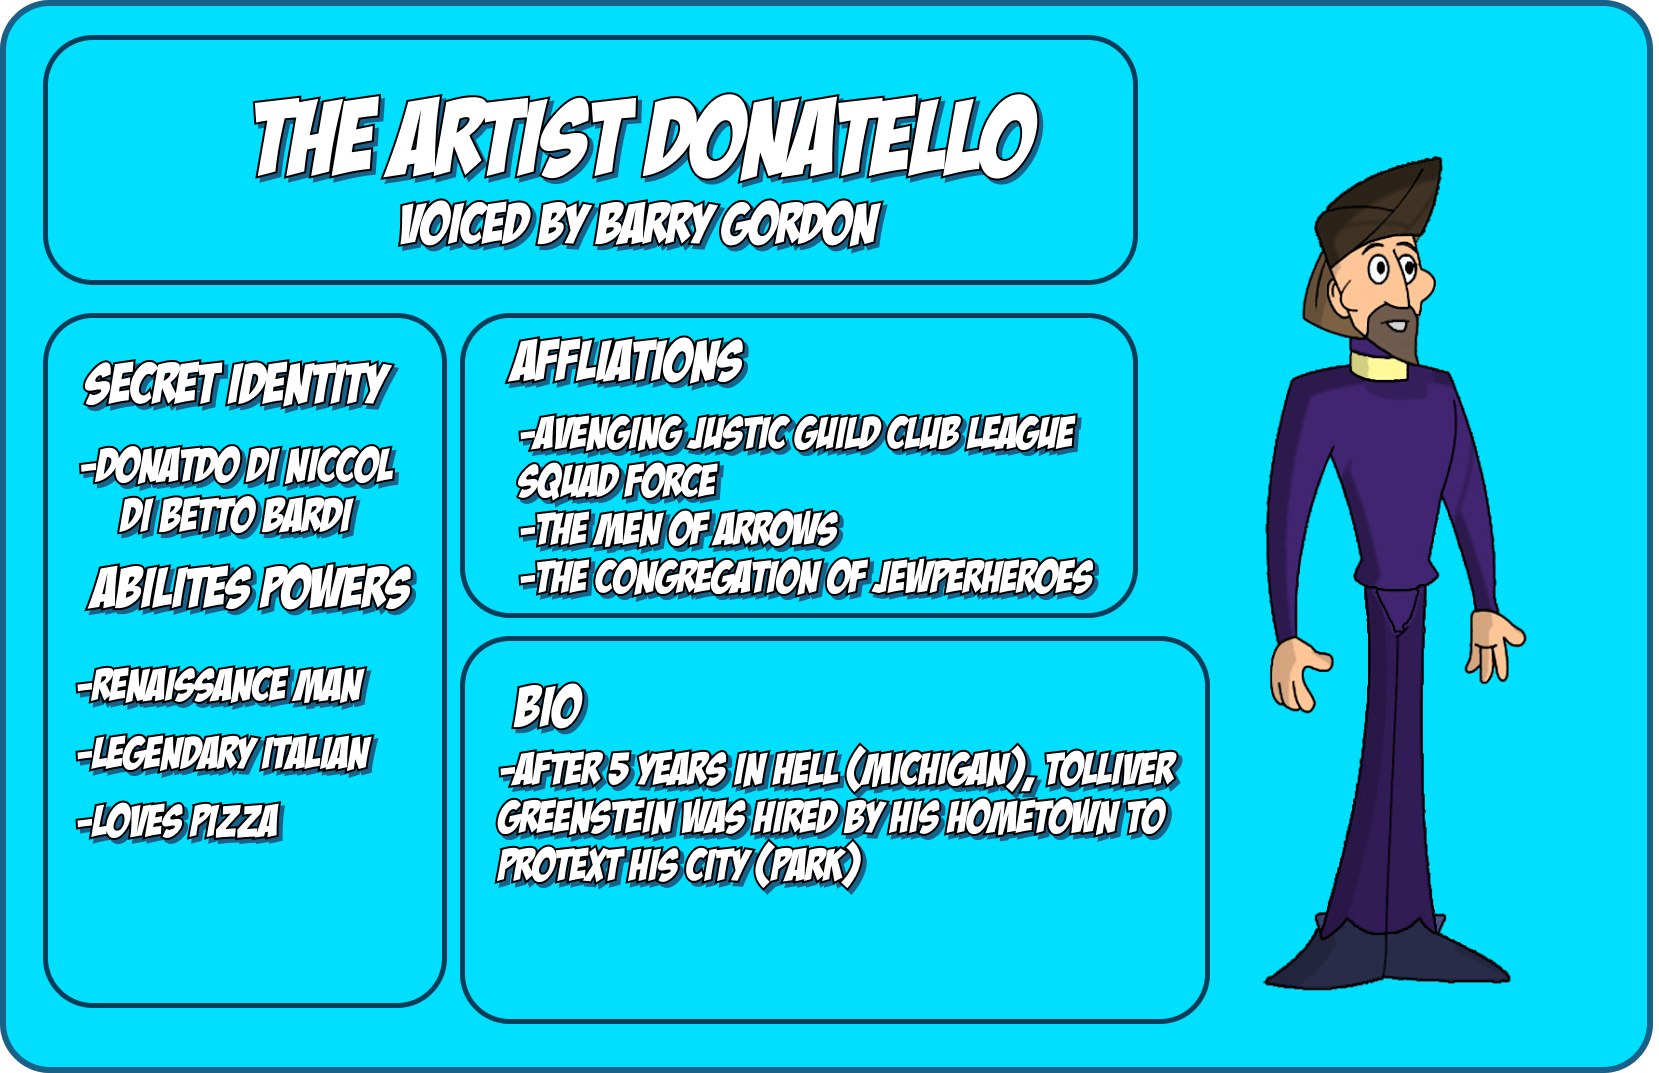 THE ARTIST DONATELLO
VOICED BY BARRY GORDON
SECRET IDENTITY
-DONATDO DI NICCOL
DI BETTO BARDI
ABILITES POWERS
-RENAISSANCE MAN
-LEGENDARY ITALIAN
-LOVES PIZZA
AFFLIATIONS
-AVENGING JUSTIC GUILD CLUB LEAGUE
SQUAD FORCE
-THE MEN OF ARROWS
-THE CONGREGATION OF JEWPERHEROES
BIO
-AFTER 5 YEARS IN HELL (MICHIGAN), TOLLIVER
GREENSTEIN WAS HIRED BY HIS HOMETOWN TO
PROTEXT HIS CITY (PARK)